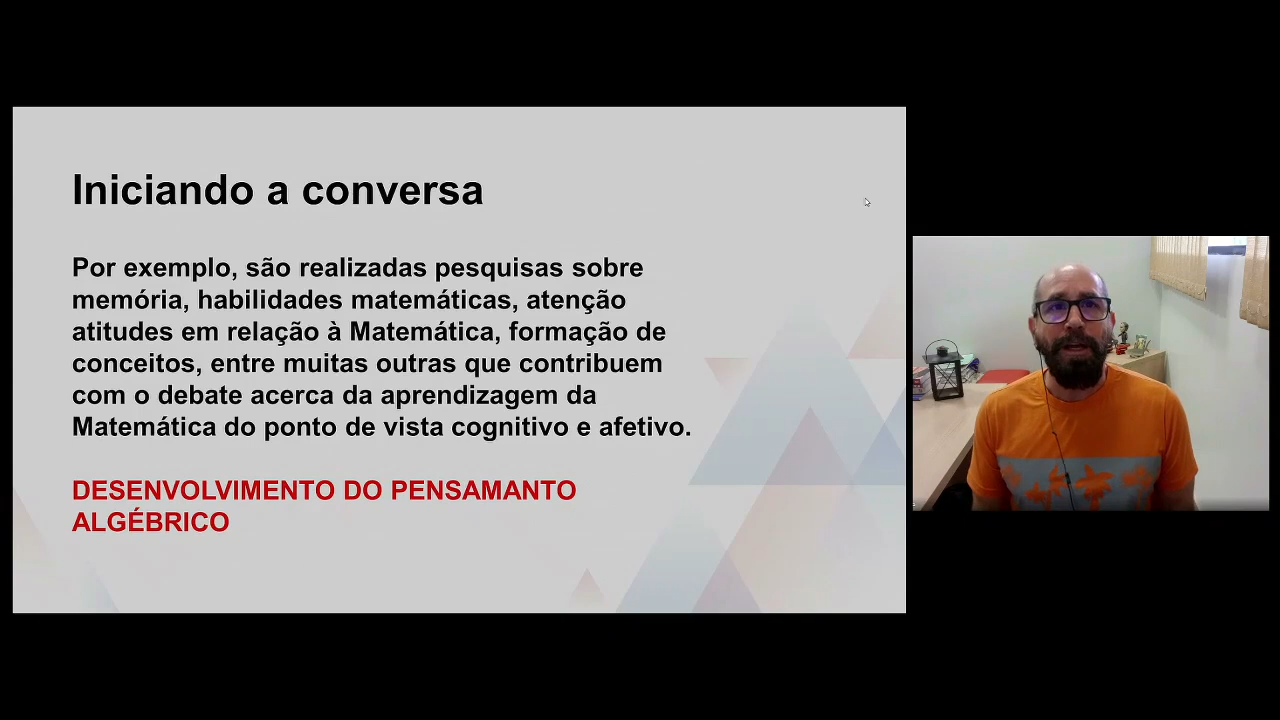 Iniciando a conversa
Por exemplo, são realizadas pesquisas sobre
memória, habilidades matemáticas, atenção
atitudes em relação à Matemática, formação de
conceitos, entre muitas outras que contribuem
com o debate acerca da aprendizagem da
Matemática do ponto de vista cognitivo e afetivo.
DESENVOLVIMENTO DO PENSAMANTO
ALGÉBRICO